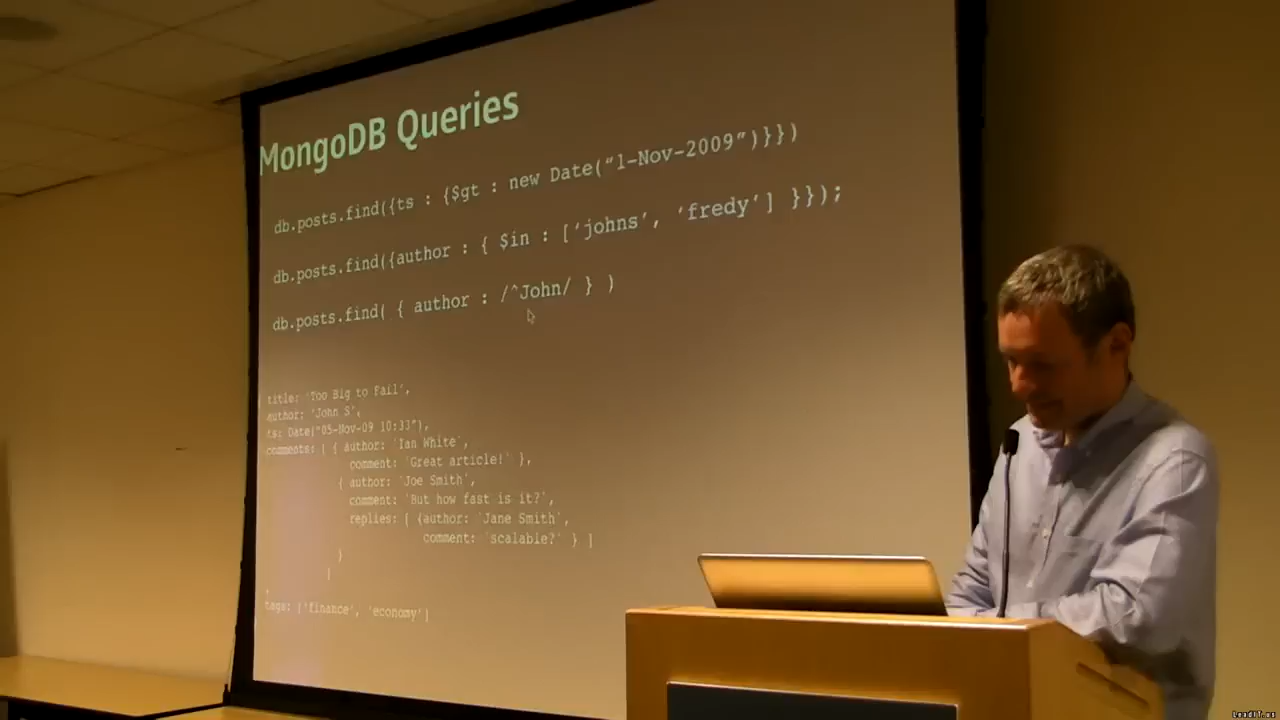 MongoDB Queries
db.posts.find({ts : {$gt : new Date("1-Nov-2009")}})
db.posts.find({author : { $in : ['johns', 'fredy'] }});
db.posts.find( { author : /^John/ } )
title: 'Too Big to Fail',
author: 'John S',
ts: Date("05-Nov-09 10:33"),
comments: [ { author: 'Ian White',
comment: 'Great article!' },
{ author: 'Joe Smith',
comment: 'But how fast is it?',
replies: [ {author: 'Jane Smith',
comment: 'scalable?' } ]
}
]
,
tags: ['finance', 'economy']